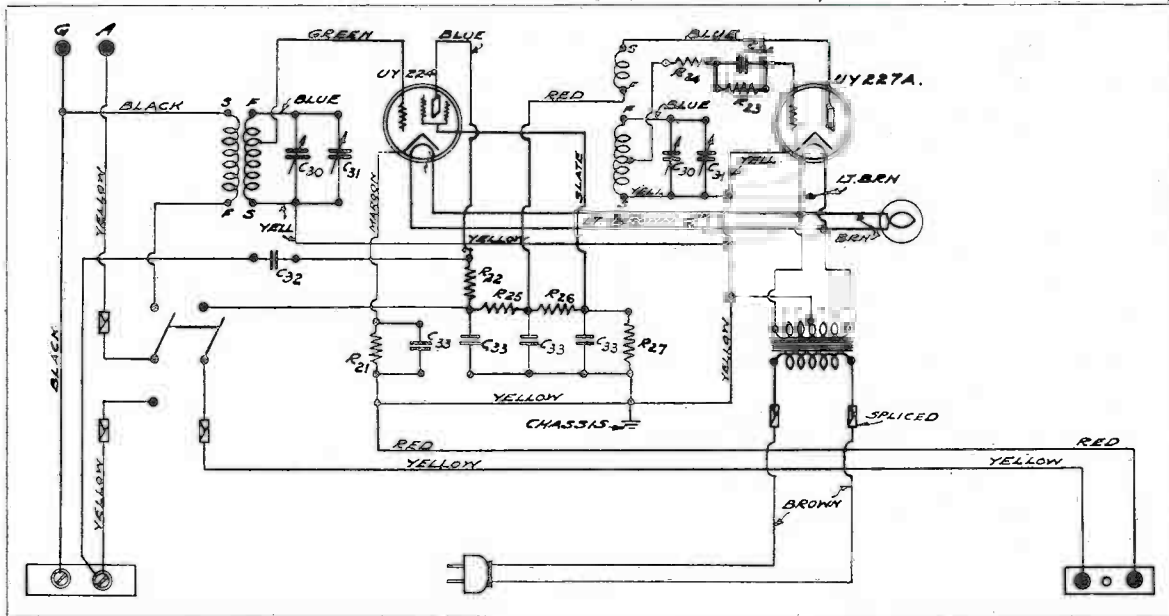 G A
GREEN
BLUE
UY 224
BLUE
R24
R23
UY227A.
BLACK
S F
BLUE
RED
S
F
F
BLUE
C30 C31
C30 C31
YELLOW
SLATE
MAROON
YELL
LT. BRN
F S
YELL
YELL
YELLOW
BRN
C32
R22
R25 R26
BLACK
R21
C33
C33
C33
C33
R27
YELLOW
YELLOW
CHASSIS
SPLICED
RED
RED
YELLOW
YELLOW
YELLOW
BROWN